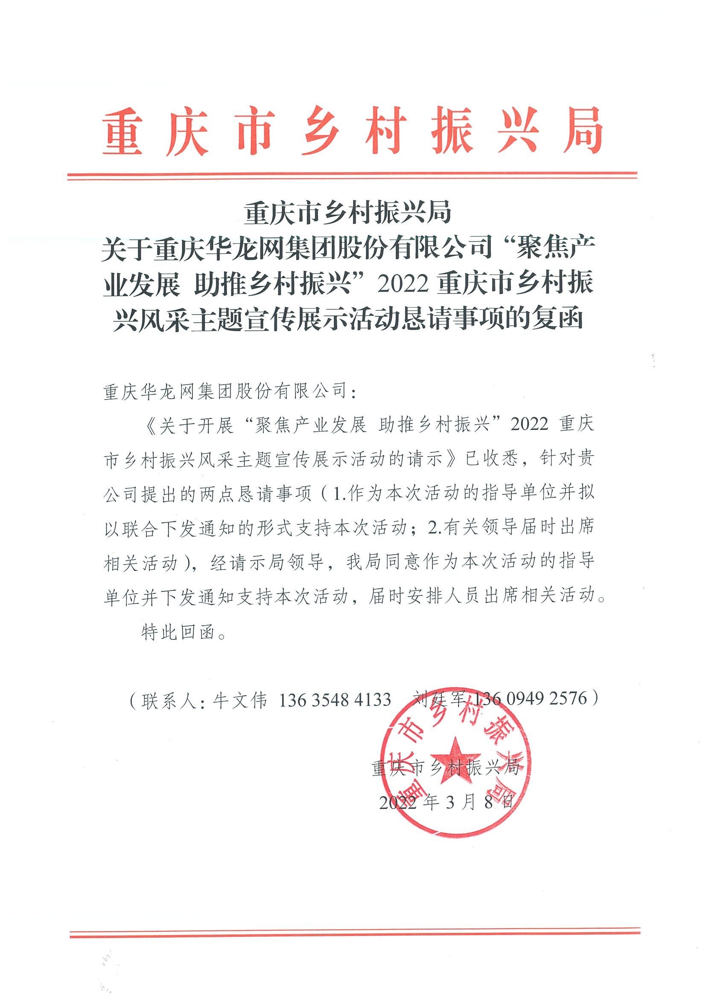 重庆市乡村振兴局
重庆市乡村振兴局
关于重庆华龙网集团股份有限公司“聚焦产
业发展 助推乡村振兴”2022重庆市乡村振
兴风采主题宣传展示活动恳请事项的复函
重庆华龙网集团股份有限公司：
《关于开展“聚焦产业发展 助推乡村振兴”2022 重庆
市乡村振兴风采主题宣传展示活动的请示》已收悉，针对贵
公司提出的两点恳请事项（1.作为本次活动的指导单位并拟
以联合下发通知的形式支持本次活动；2.有关领导届时出席
相关活动），经请示局领导，我局同意作为本次活动的指导
单位并下发通知支持本次活动，届时安排人员出席相关活动。
特此回函。
（联系人：牛文伟 136 3548 4133 刘廷军 136 0949 2576）
重庆市乡村振兴局
重庆市乡村振兴局
2022 年 3 月 8 日